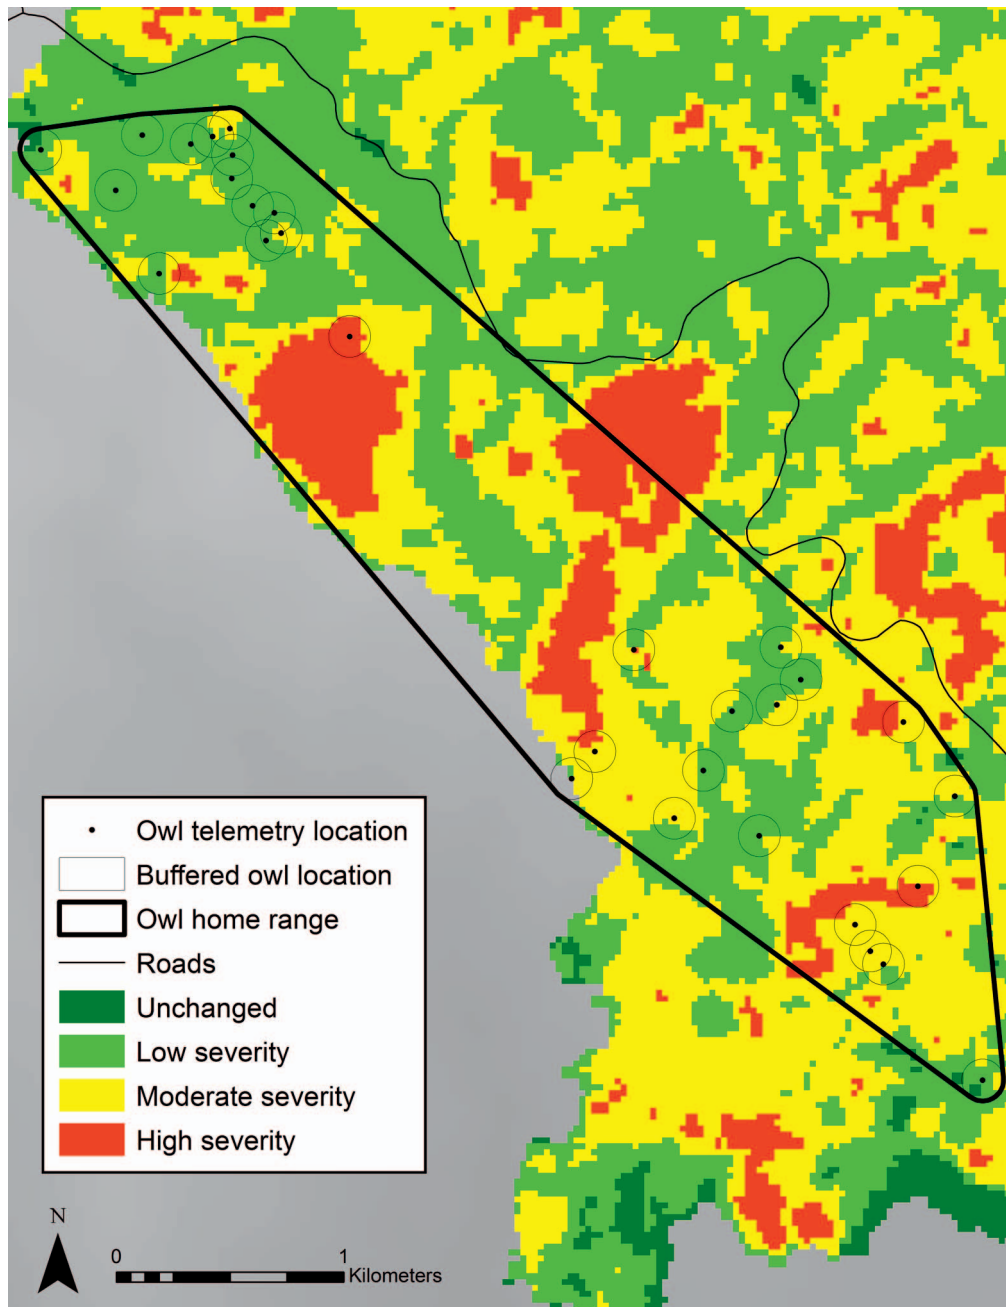 Owl telemetry location
Buffered owl location
Owl home range
Roads
Unchanged
Low severity
Moderate severity
High severity
N
0 1
Kilometers